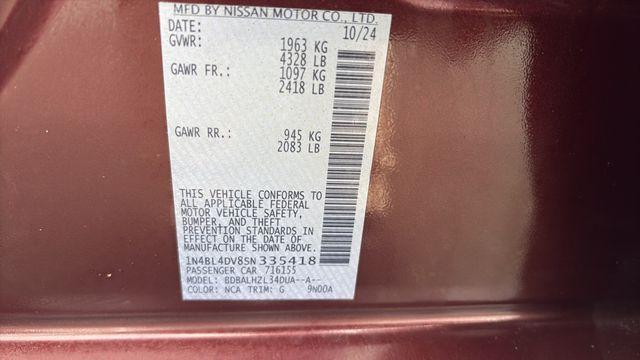 MFD BY NISSAN MOTOR CO., LTD.
DATE: 10/24
GVWR: 1963 KG
4328 LB
GAWR FR.: 1097 KG
2418 LB
GAWR RR.: 945 KG
2083 LB
THIS VEHICLE CONFORMS TO
ALL APPLICABLE FEDERAL
MOTOR VEHICLE SAFETY,
BUMPER, AND THEFT
PREVENTION STANDARDS IN
EFFECT ON THE DATE OF
MANUFACTURE SHOWN ABOVE.
1N4BL4DV8SN335418
PASSENGER CAR 716155
MODEL: BDBALHZL34DUA--A--
COLOR: NCA TRIM: G 9N00A